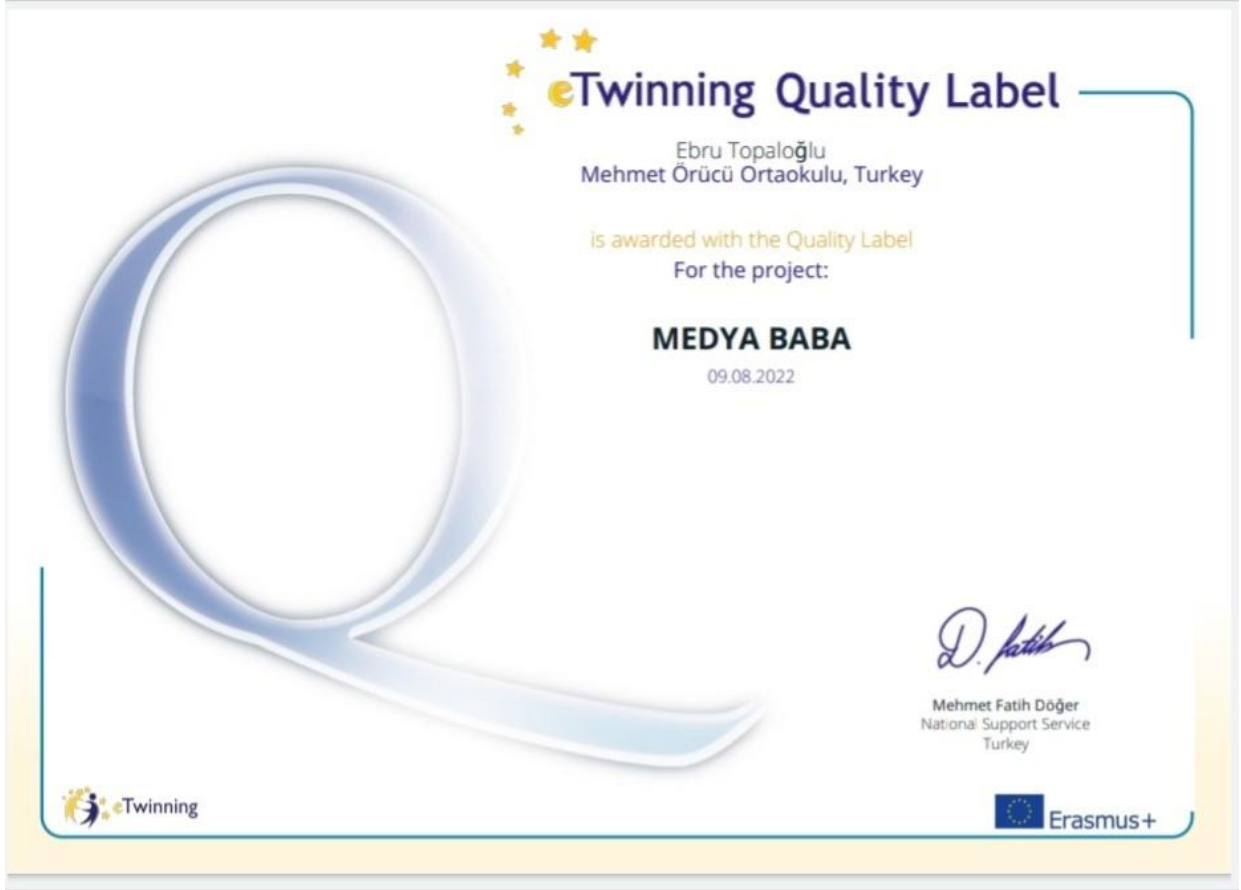 eTwinning Quality Label
Ebru Topaloğlu
Mehmet Örücü Ortaokulu, Turkey
is awarded with the Quality Label
For the project:
MEDYA BABA
09.08.2022
D. fatih
Mehmet Fatih Döğer
National Support Service
Turkey
eTwinning
Erasmus+